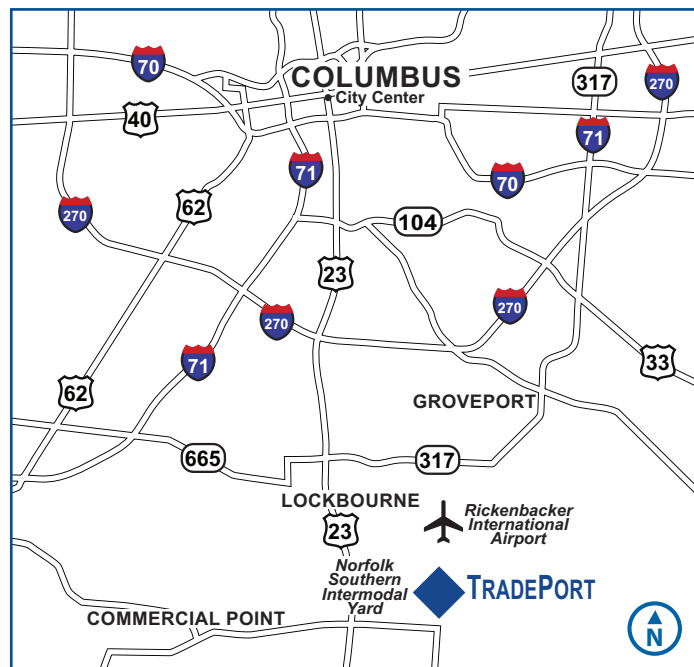 70
COLUMBUS
City Center
317
270
40
71
71
70
270
62
104
23
270
270
71
33
62
GROVEPORT
665
317
LOCKBOURNE
23
Rickenbacker
International
Airport
Norfolk
Southern
Intermodal
Yard
TRADEPORT
COMMERCIAL POINT
N